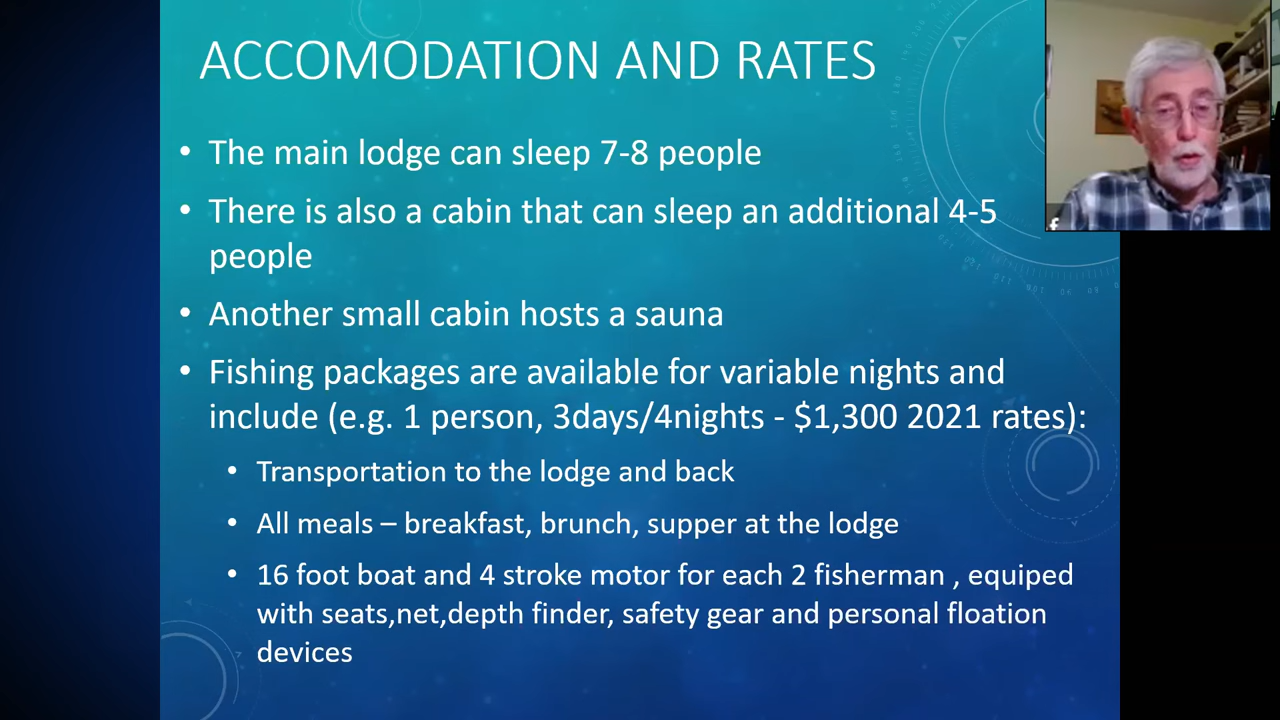 ACCOMODATION AND RATES
• The main lodge can sleep 7-8 people
• There is also a cabin that can sleep an additional 4-5
people
• Another small cabin hosts a sauna
• Fishing packages are available for variable nights and
include (e.g. 1 person, 3days/4nights - $1,300 2021 rates):
• Transportation to the lodge and back
• All meals – breakfast, brunch, supper at the lodge
• 16 foot boat and 4 stroke motor for each 2 fisherman , equiped
with seats,net,depth finder, safety gear and personal floation
devices